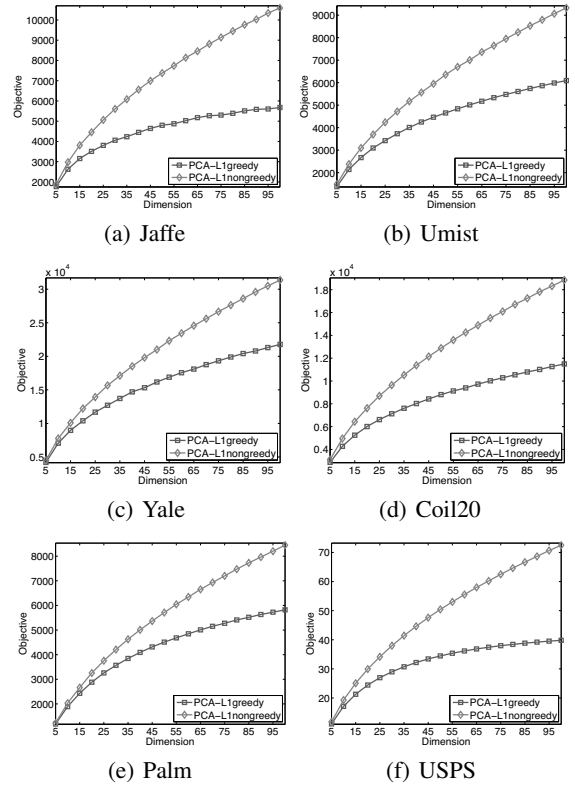 10000
9000
8000
7000
6000
5000
4000
3000
2000
Objective
5 15 25 35 45 55 65 75 85 95
Dimension
PCA-L1greedy
PCA-L1nongreedy
(a) Jaffe
9000
8000
7000
6000
5000
4000
3000
2000
Objective
5 15 25 35 45 55 65 75 85 95
Dimension
PCA-L1greedy
PCA-L1nongreedy
(b) Umist
x 10⁴
3
2.5
2
1.5
1
0.5
Objective
5 15 25 35 45 55 65 75 85 95
Dimension
PCA-L1greedy
PCA-L1nongreedy
(c) Yale
x 10⁴
1.8
1.6
1.4
1.2
1
0.8
0.6
0.4
Objective
5 15 25 35 45 55 65 75 85 95
Dimension
PCA-L1greedy
PCA-L1nongreedy
(d) Coil20
8000
7000
6000
5000
4000
3000
2000
Objective
5 15 25 35 45 55 65 75 85 95
Dimension
PCA-L1greedy
PCA-L1nongreedy
(e) Palm
70
60
50
40
30
20
Objective
5 15 25 35 45 55 65 75 85 95
Dimension
PCA-L1greedy
PCA-L1nongreedy
(f) USPS